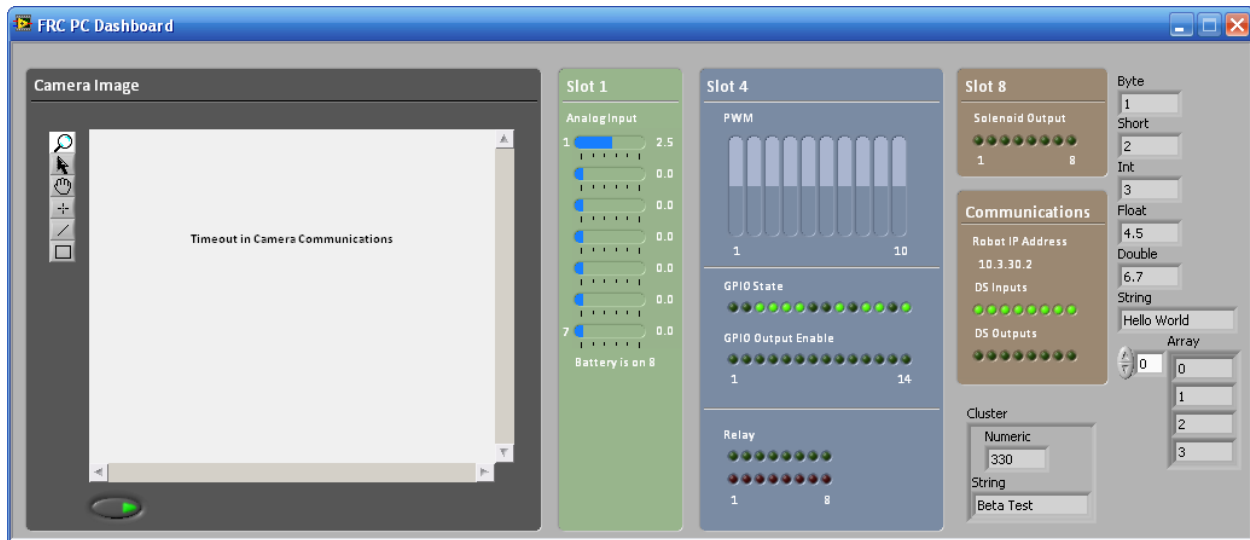 FRC PC Dashboard
Camera Image
Timeout in Camera Communications
Slot 1
Analog Input
1 2.5
0.0
0.0
0.0
0.0
0.0
7 0.0
Battery is on 8
Slot 4
PWM
1 10
GPIO State
GPIO Output Enable
1 14
Relay
1 8
Slot 8
Solenoid Output
1 8
Communications
Robot IP Address
10.3.30.2
DS Inputs
DS Outputs
Cluster
Numeric
330
String
Beta Test
Byte
1
Short
2
Int
3
Float
4.5
Double
6.7
String
Hello World
Array
0 0
1
2
3